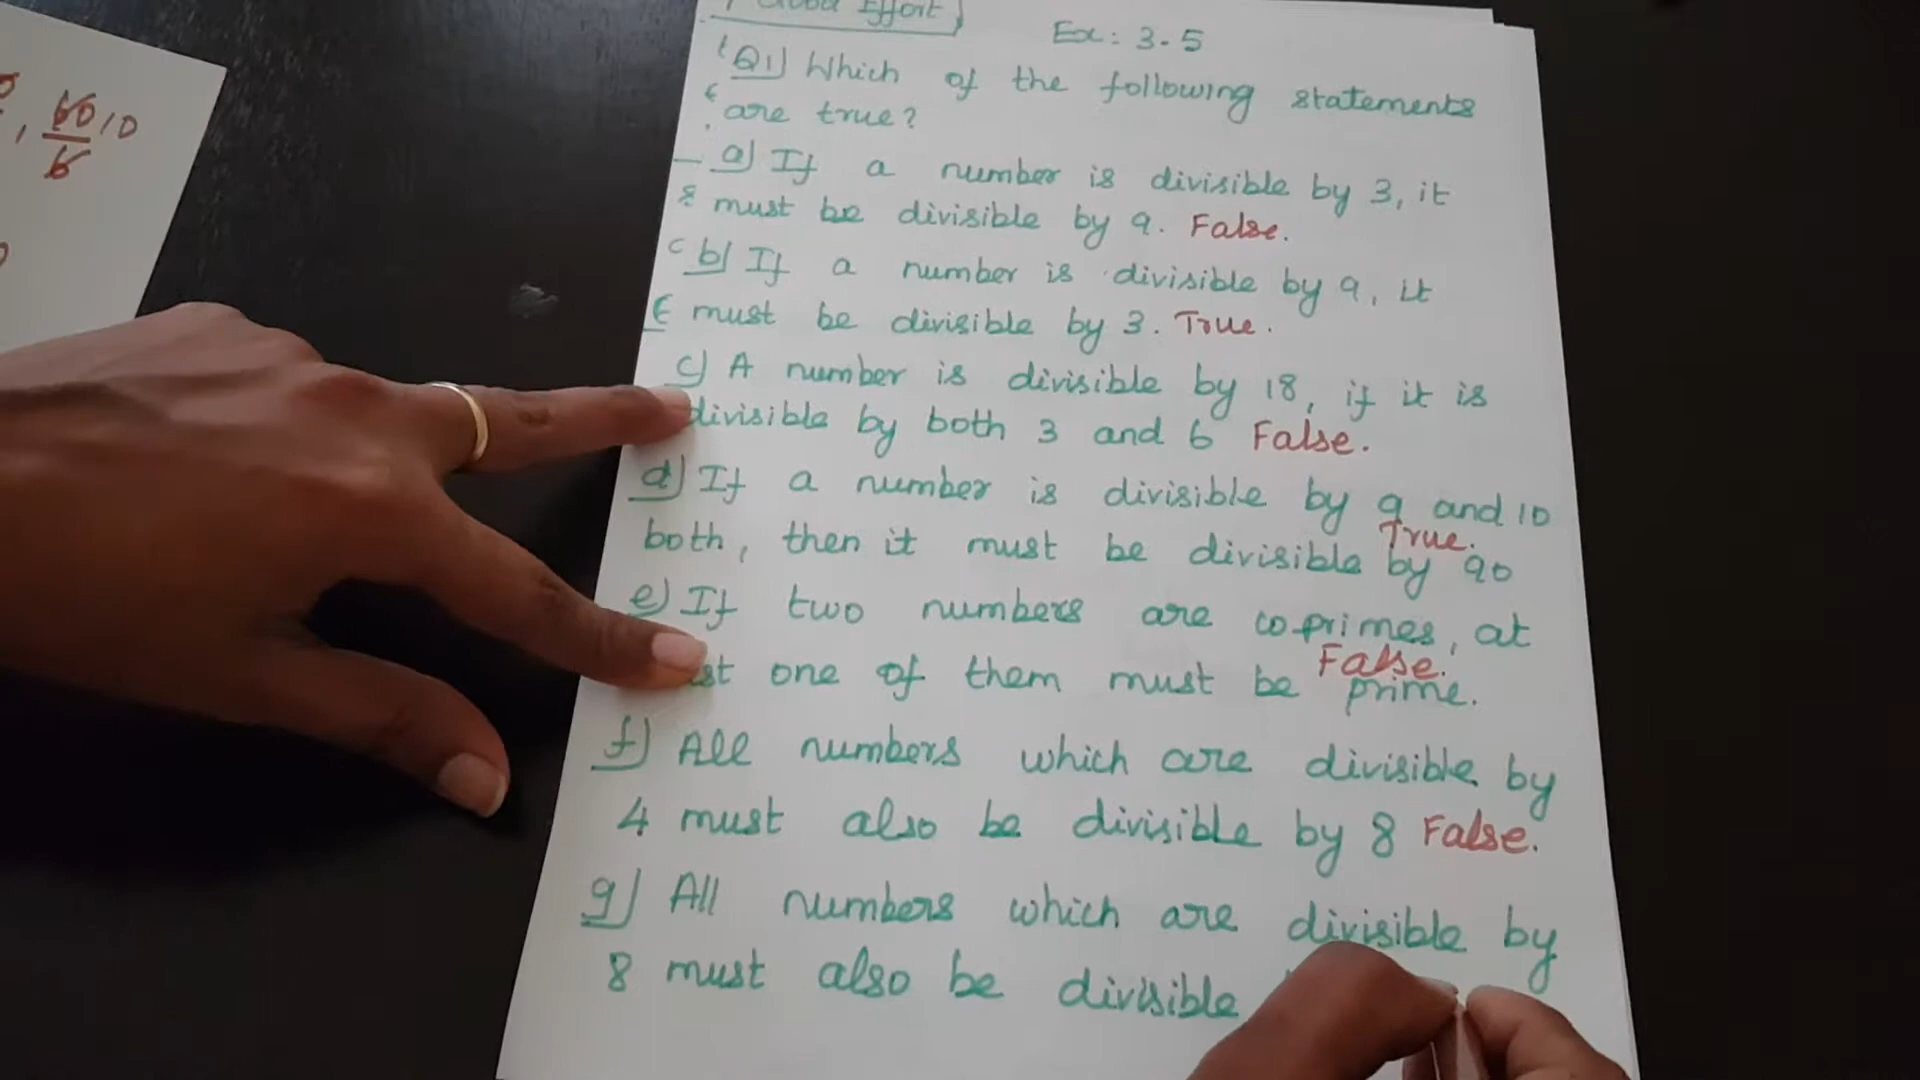 Good Effort
Ex: 3.5
Q1) Which of the following statements
are true?
a) If a number is divisible by 3, it
must be divisible by 9. False.
b) If a number is divisible by 9, it
must be divisible by 3. True.
c) A number is divisible by 18, if it is
divisible by both 3 and 6 False.
d) If a number is divisible by 9 and 10
both, then it must be divisible by 90 True.
e) If two numbers are co-primes, at
one of them must be prime. False.
f) All numbers which are divisible by
4 must also be divisible by 8 False.
g) All numbers which are divisible by
8 must also be divisible
60 10
6